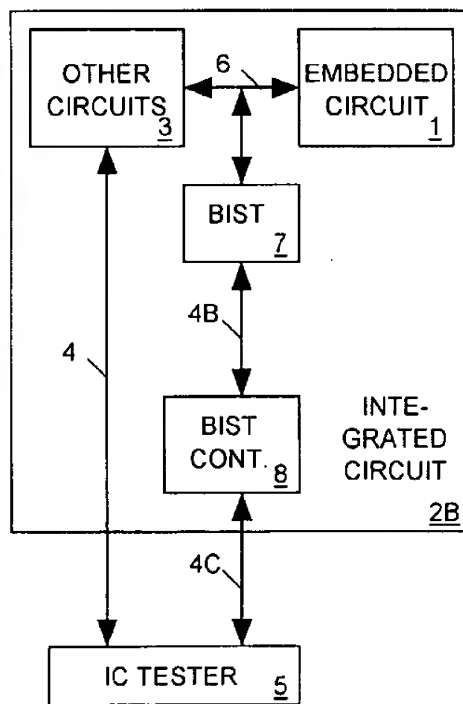 OTHER
CIRCUITS
3
6
EMBEDDED
CIRCUIT
1
BIST
7
4
4B
BIST
CONT.
8
INTE-
GRATED
CIRCUIT
2B
4C
IC TESTER 5